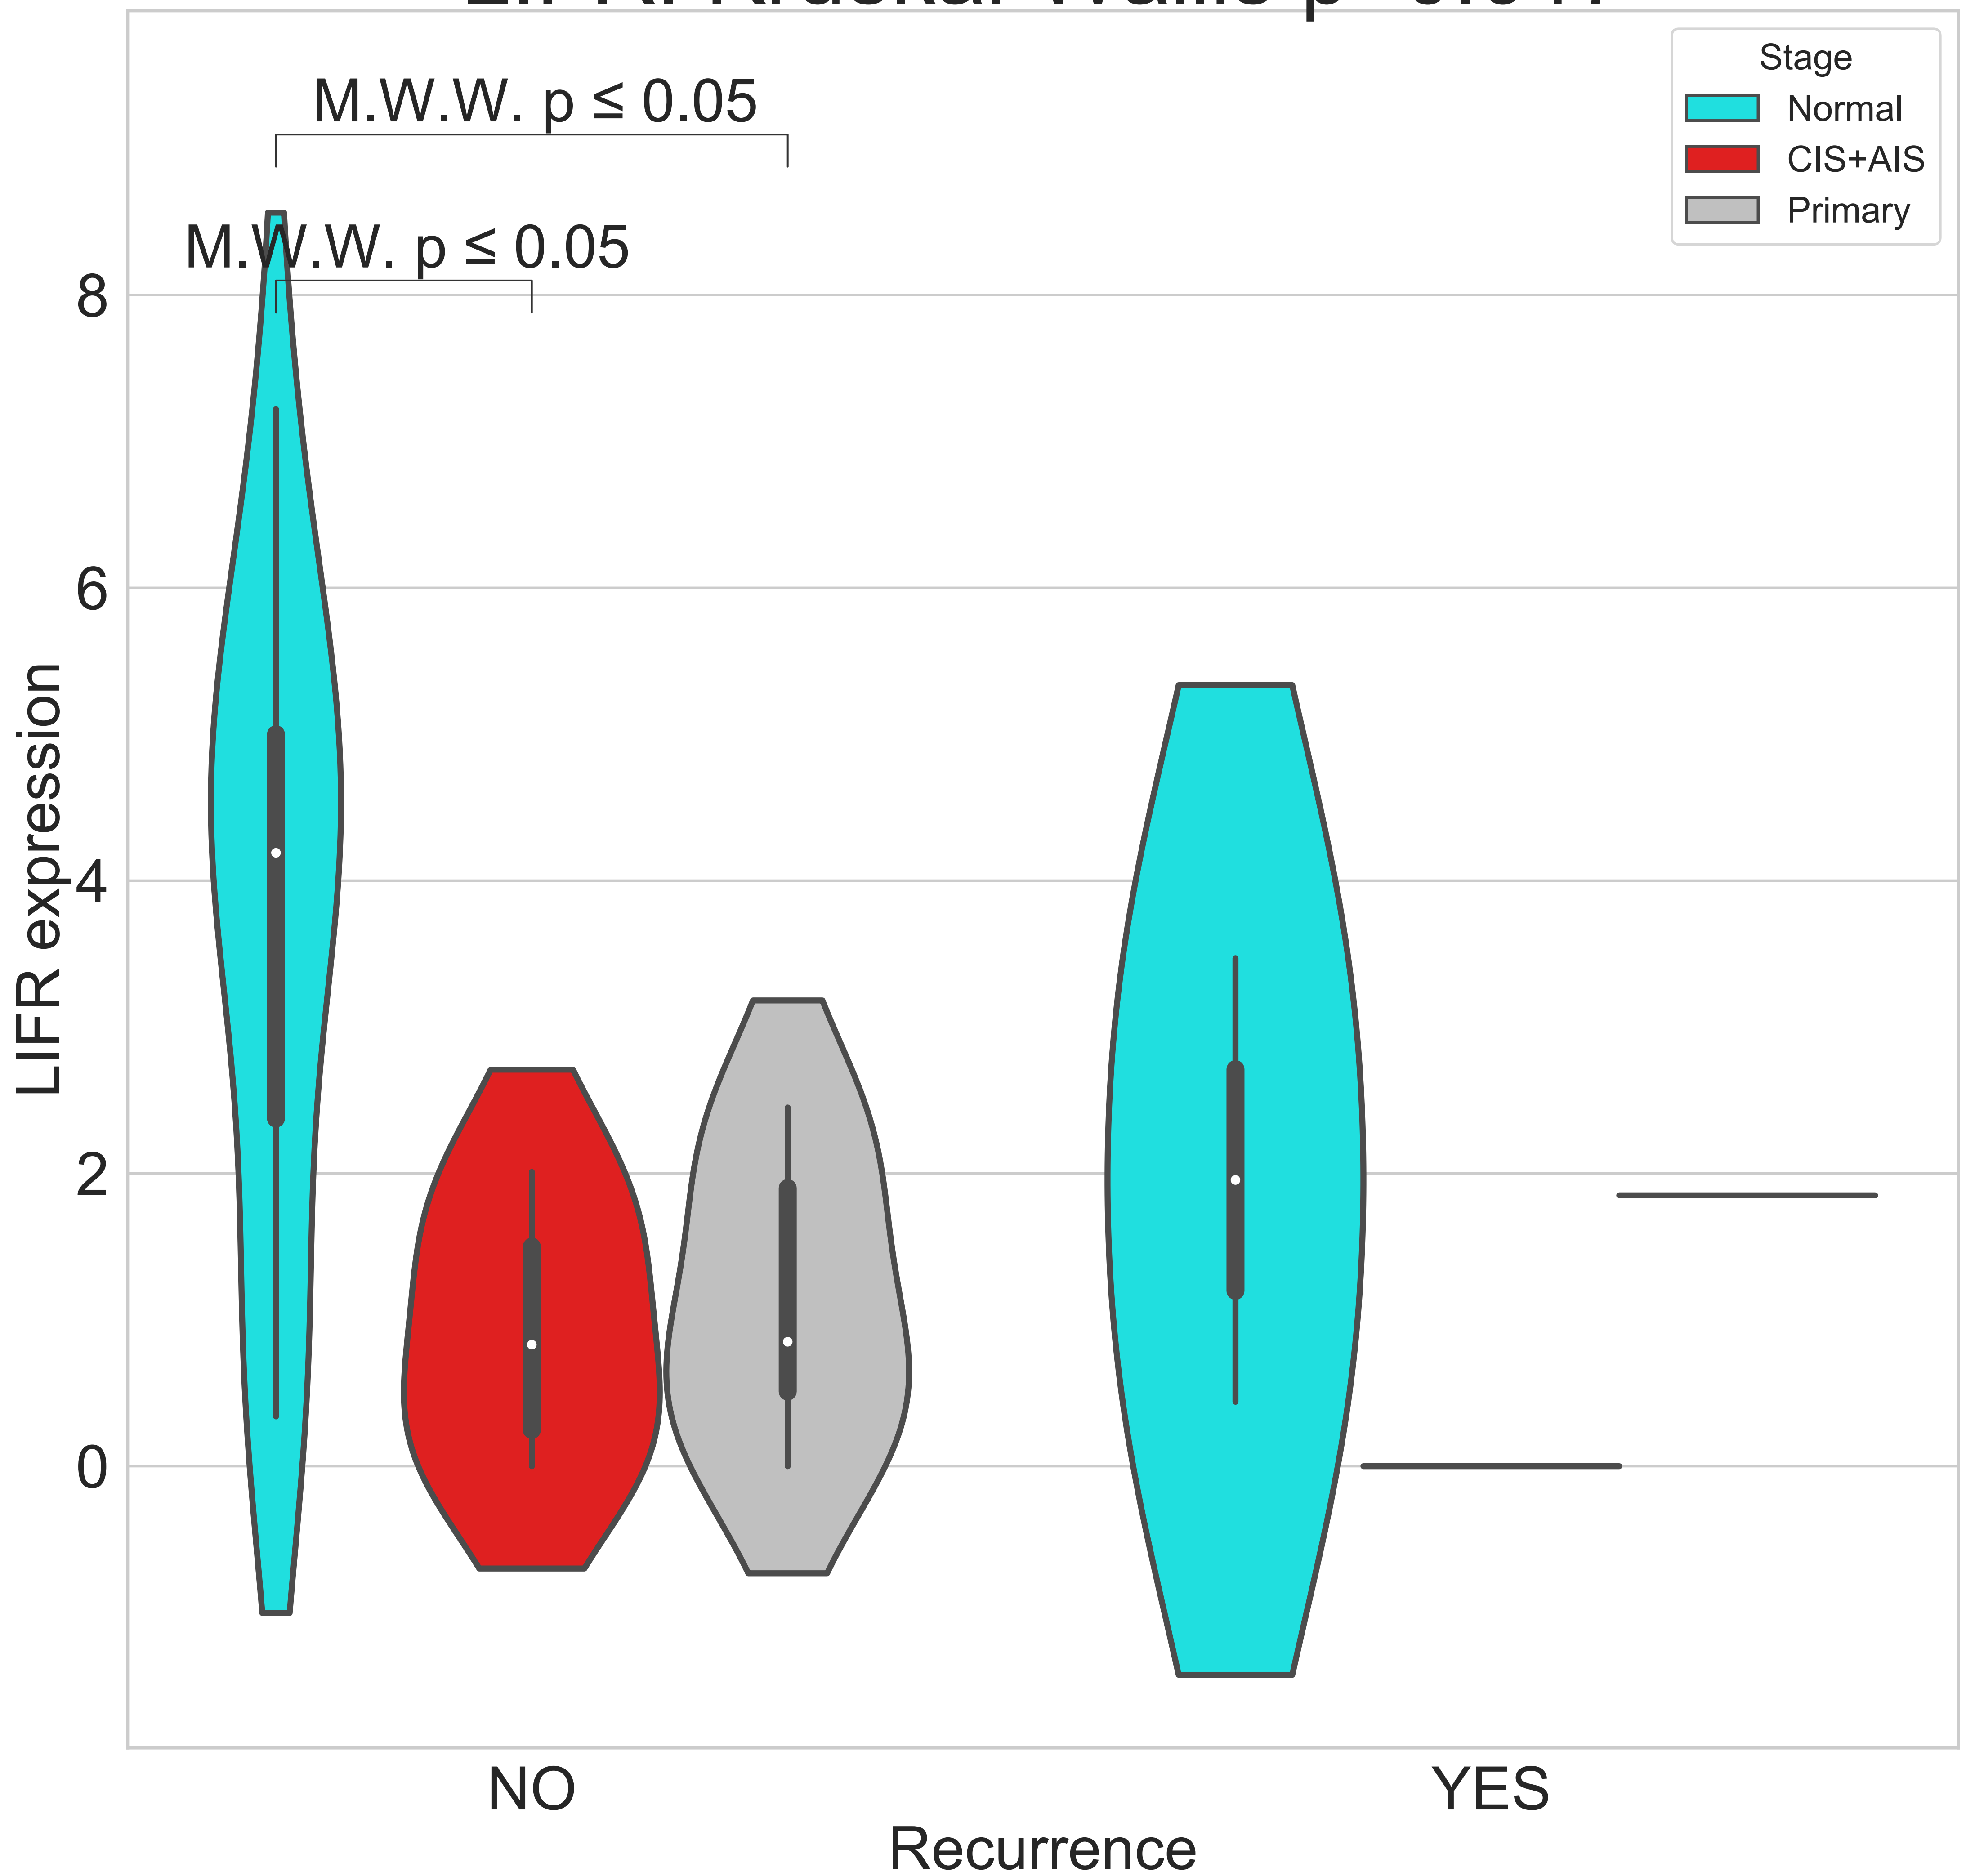 Stage
Normal
CIS+AIS
Primary
M.W.W. p ≤ 0.05
M.W.W. p ≤ 0.05
8
6
4
2
0
LIFR expression
NO
YES
Recurrence